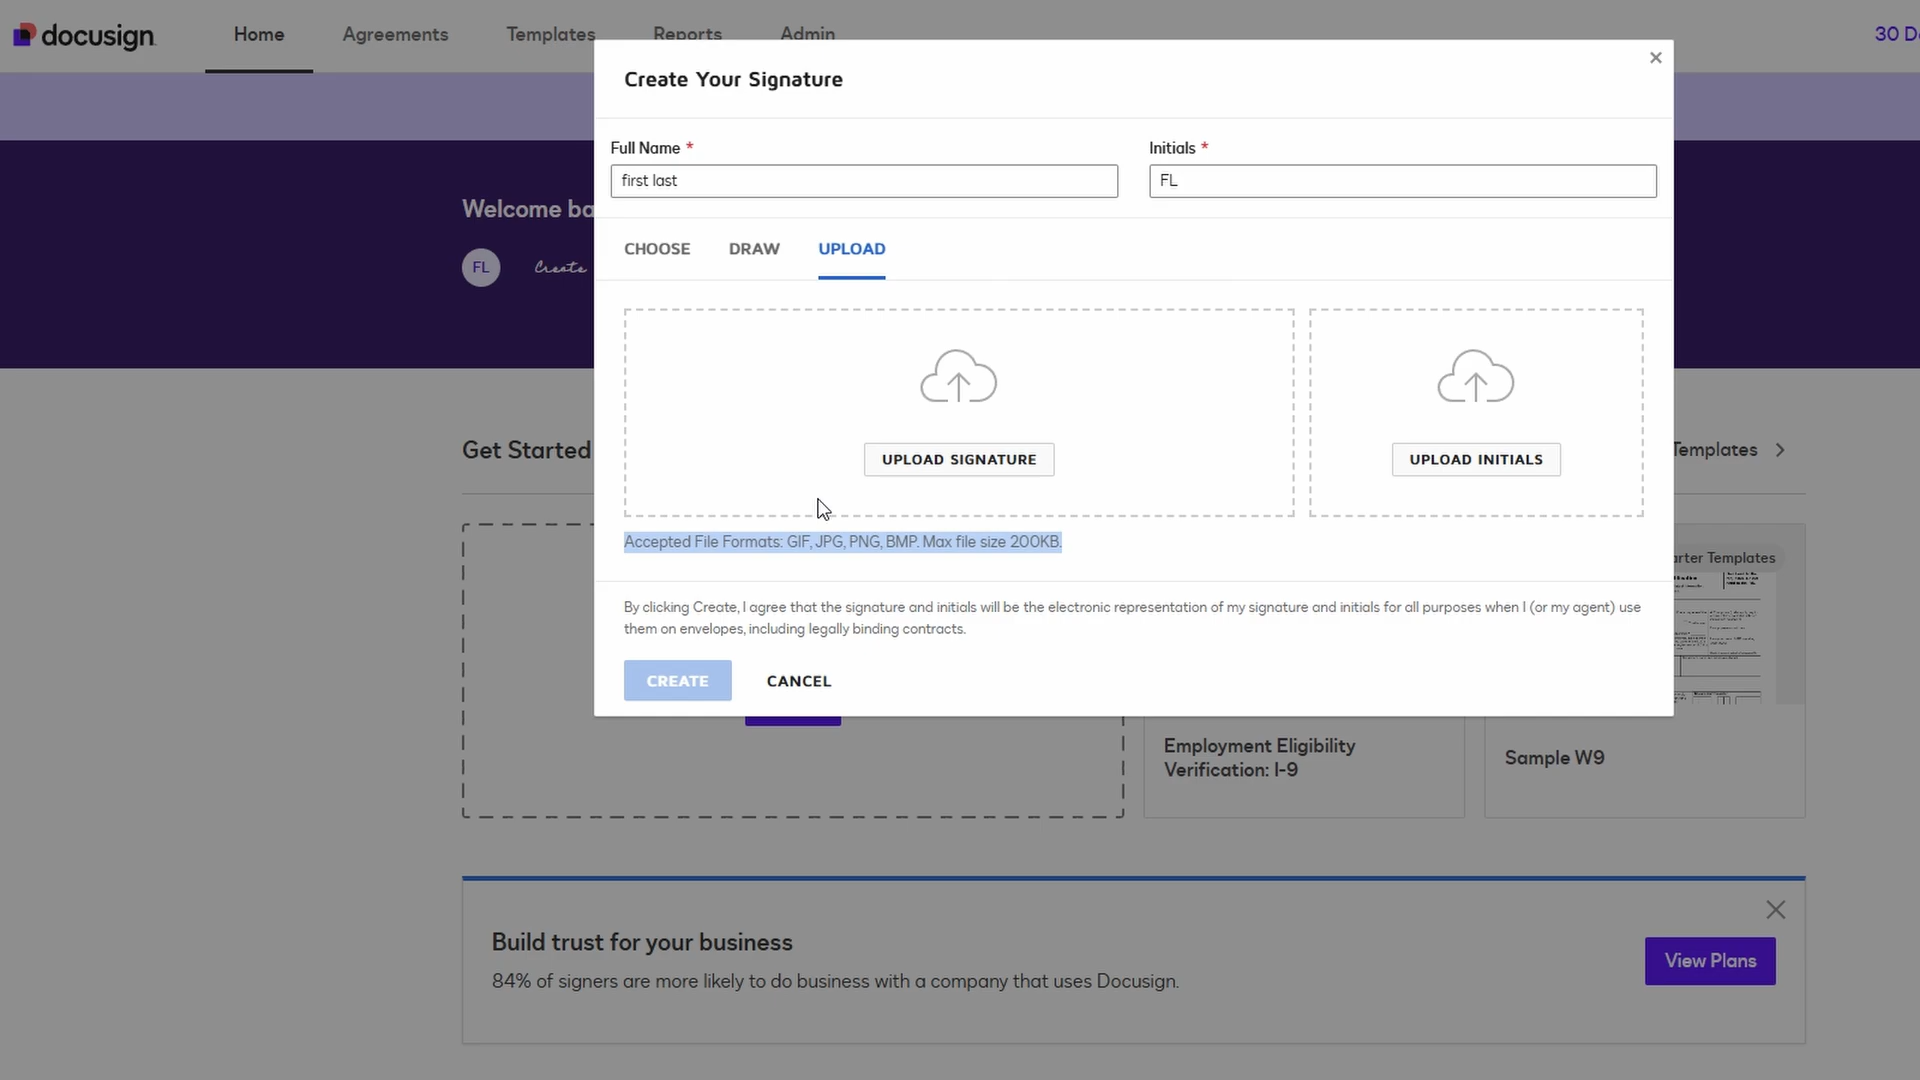 docusign
Home
Agreements
Templates
Reports
Admin
30 D
Create Your Signature
Full Name *
Initials *
first last
FL
Welcome ba
FL
Create
CHOOSE
DRAW
UPLOAD
UPLOAD SIGNATURE
UPLOAD INITIALS
Accepted File Formats: GIF, JPG, PNG, BMP. Max file size 200KB.
By clicking Create, I agree that the signature and initials will be the electronic representation of my signature and initials for all purposes when I (or my agent) use
them on envelopes, including legally binding contracts.
CREATE
CANCEL
Get Started
Templates
rter Templates
Employment Eligibility
Verification: I-9
Sample W9
Build trust for your business
84% of signers are more likely to do business with a company that uses Docusign.
View Plans